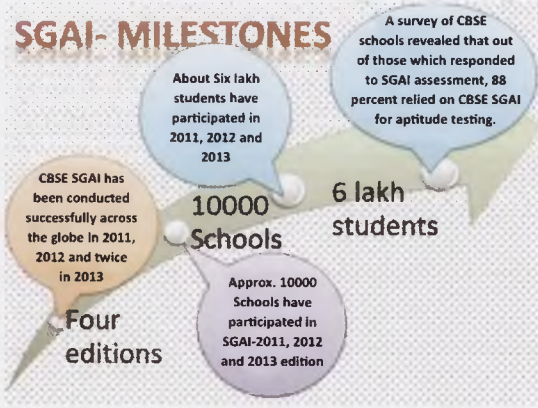 SGAI- MILESTONES
A survey of CBSE
schools revealed that out
of those which responded
to SGAI assessment, 88
percent relied on CBSE SGAI
for aptitude testing.
About Six lakh
students have
participated in
2011, 2012 and
2013
CBSE SGAI has
been conducted
successfully across
the globe in 2011,
2012 and twice
in 2013
10000
Schools
6 lakh
students
Approx. 10000
Schools have
participated in
SGAI-2011, 2012
and 2013 edition
Four
editions